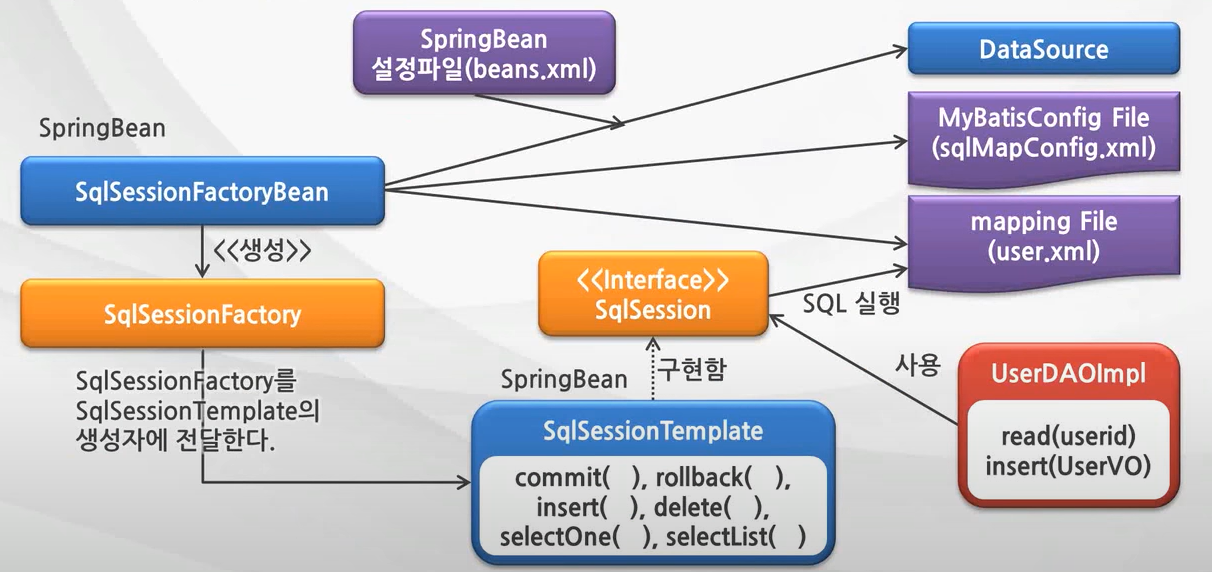 SpringBean
설정파일(beans.xml)
DataSource
MyBatisConfig File
(sqlMapConfig.xml)
SpringBean
SqlSessionFactoryBean
mapping File
(user.xml)
<<생성>>
<<Interface>>
SqlSession
SQL 실행
SqlSessionFactory
SqlSessionFactory를
SqlSessionTemplate의
생성자에 전달한다.
SpringBean
구현함
사용
UserDAOImpl
read(userid)
insert(UserVO)
SqlSessionTemplate
commit( ), rollback( ),
insert( ), delete( ),
selectOne( ), selectList( )